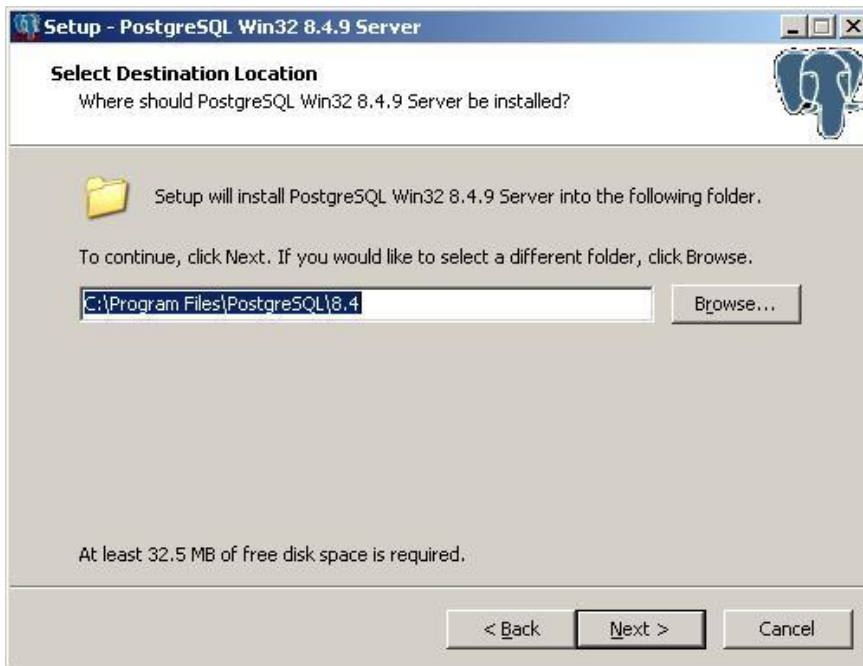 Setup - PostgreSQL Win32 8.4.9 Server
Select Destination Location
Where should PostgreSQL Win32 8.4.9 Server be installed?
Setup will install PostgreSQL Win32 8.4.9 Server into the following folder.
To continue, click Next. If you would like to select a different folder, click Browse.
C:\Program Files\PostgreSQL\8.4
Browse...
At least 32.5 MB of free disk space is required.
< Back
Next >
Cancel